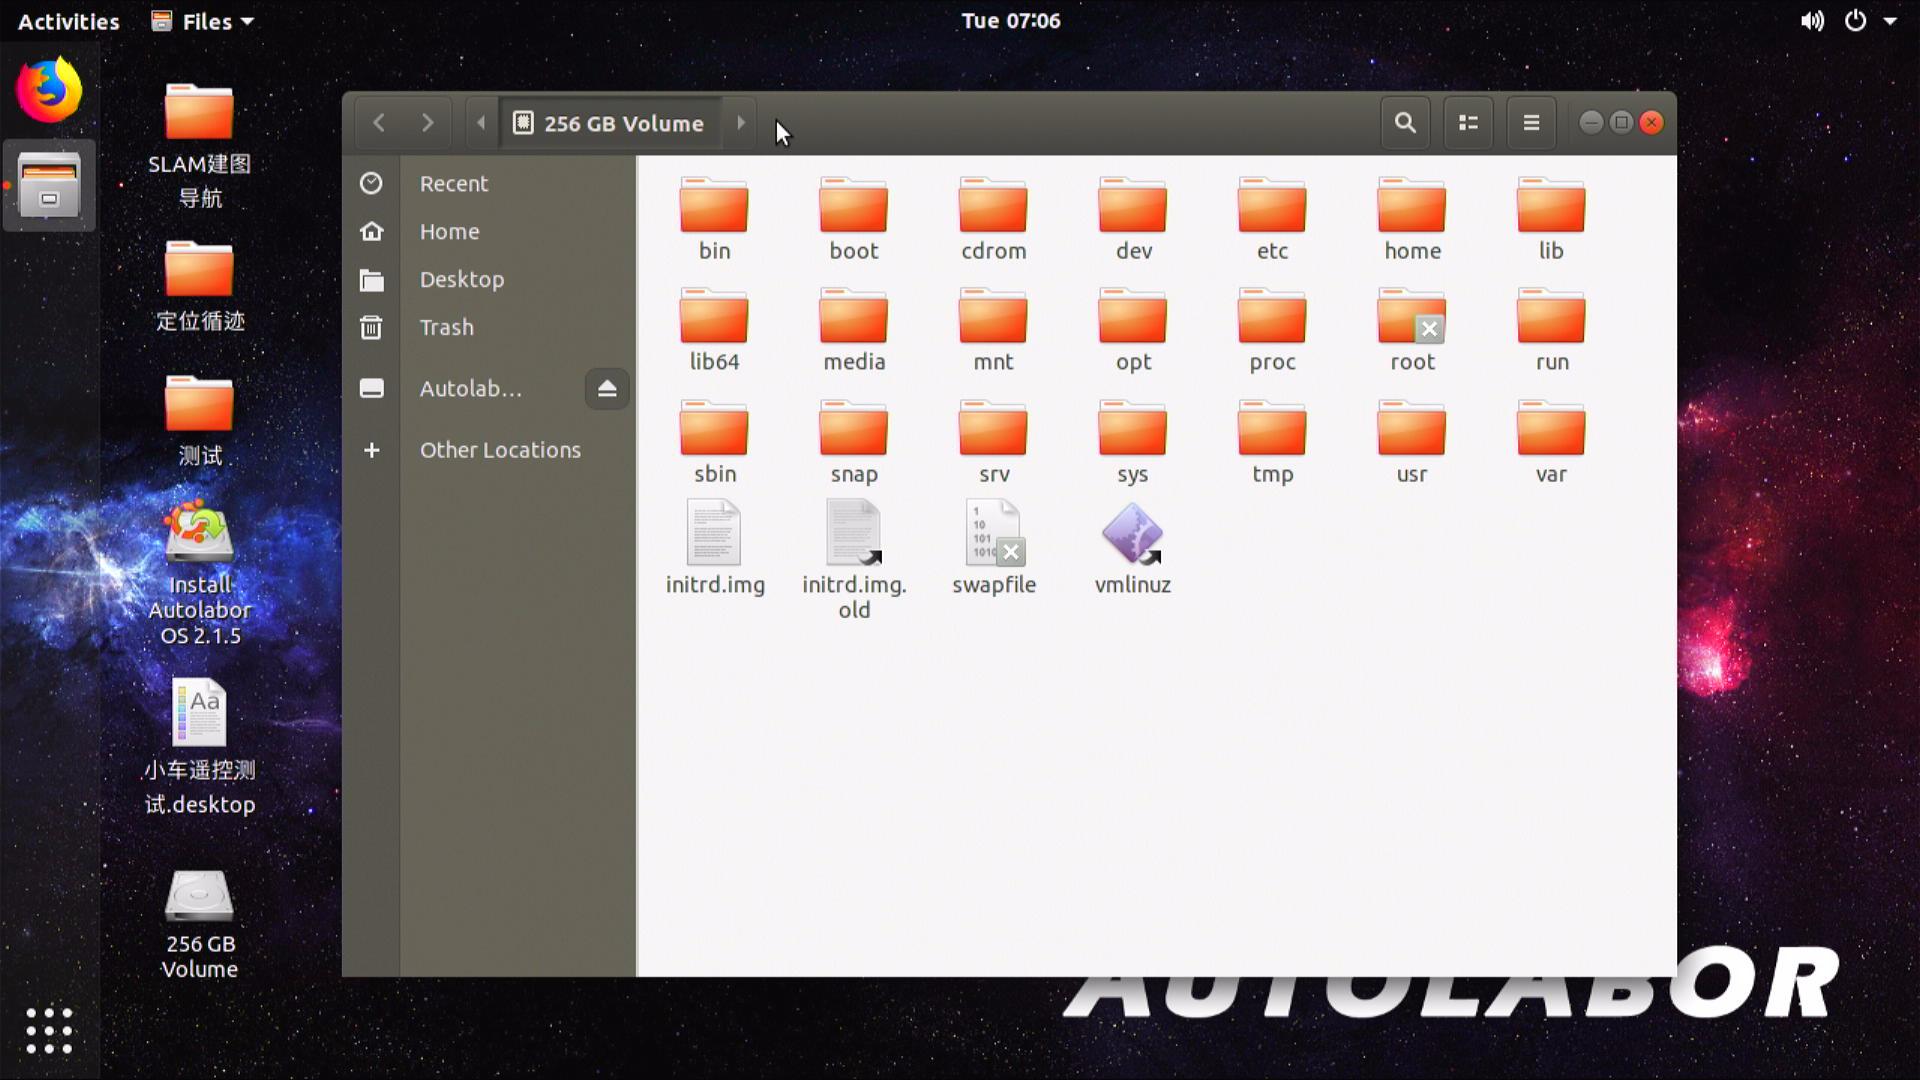 Activities
Files
Tue 07:06
SLAM建图
导航
定位循迹
测试
Install
Autolabor
OS 2.1.5
Aa
小车遥控测
试.desktop
256 GB
Volume
256 GB Volume
Recent
Home
Desktop
Trash
Autolab...
Other Locations
bin
boot
cdrom
dev
etc
home
lib
lib64
media
mnt
opt
proc
root
run
sbin
snap
srv
sys
tmp
usr
var
1
10
101
1010
initrd.img
initrd.img.
old
swapfile
vmlinuz
AUTOLABOR